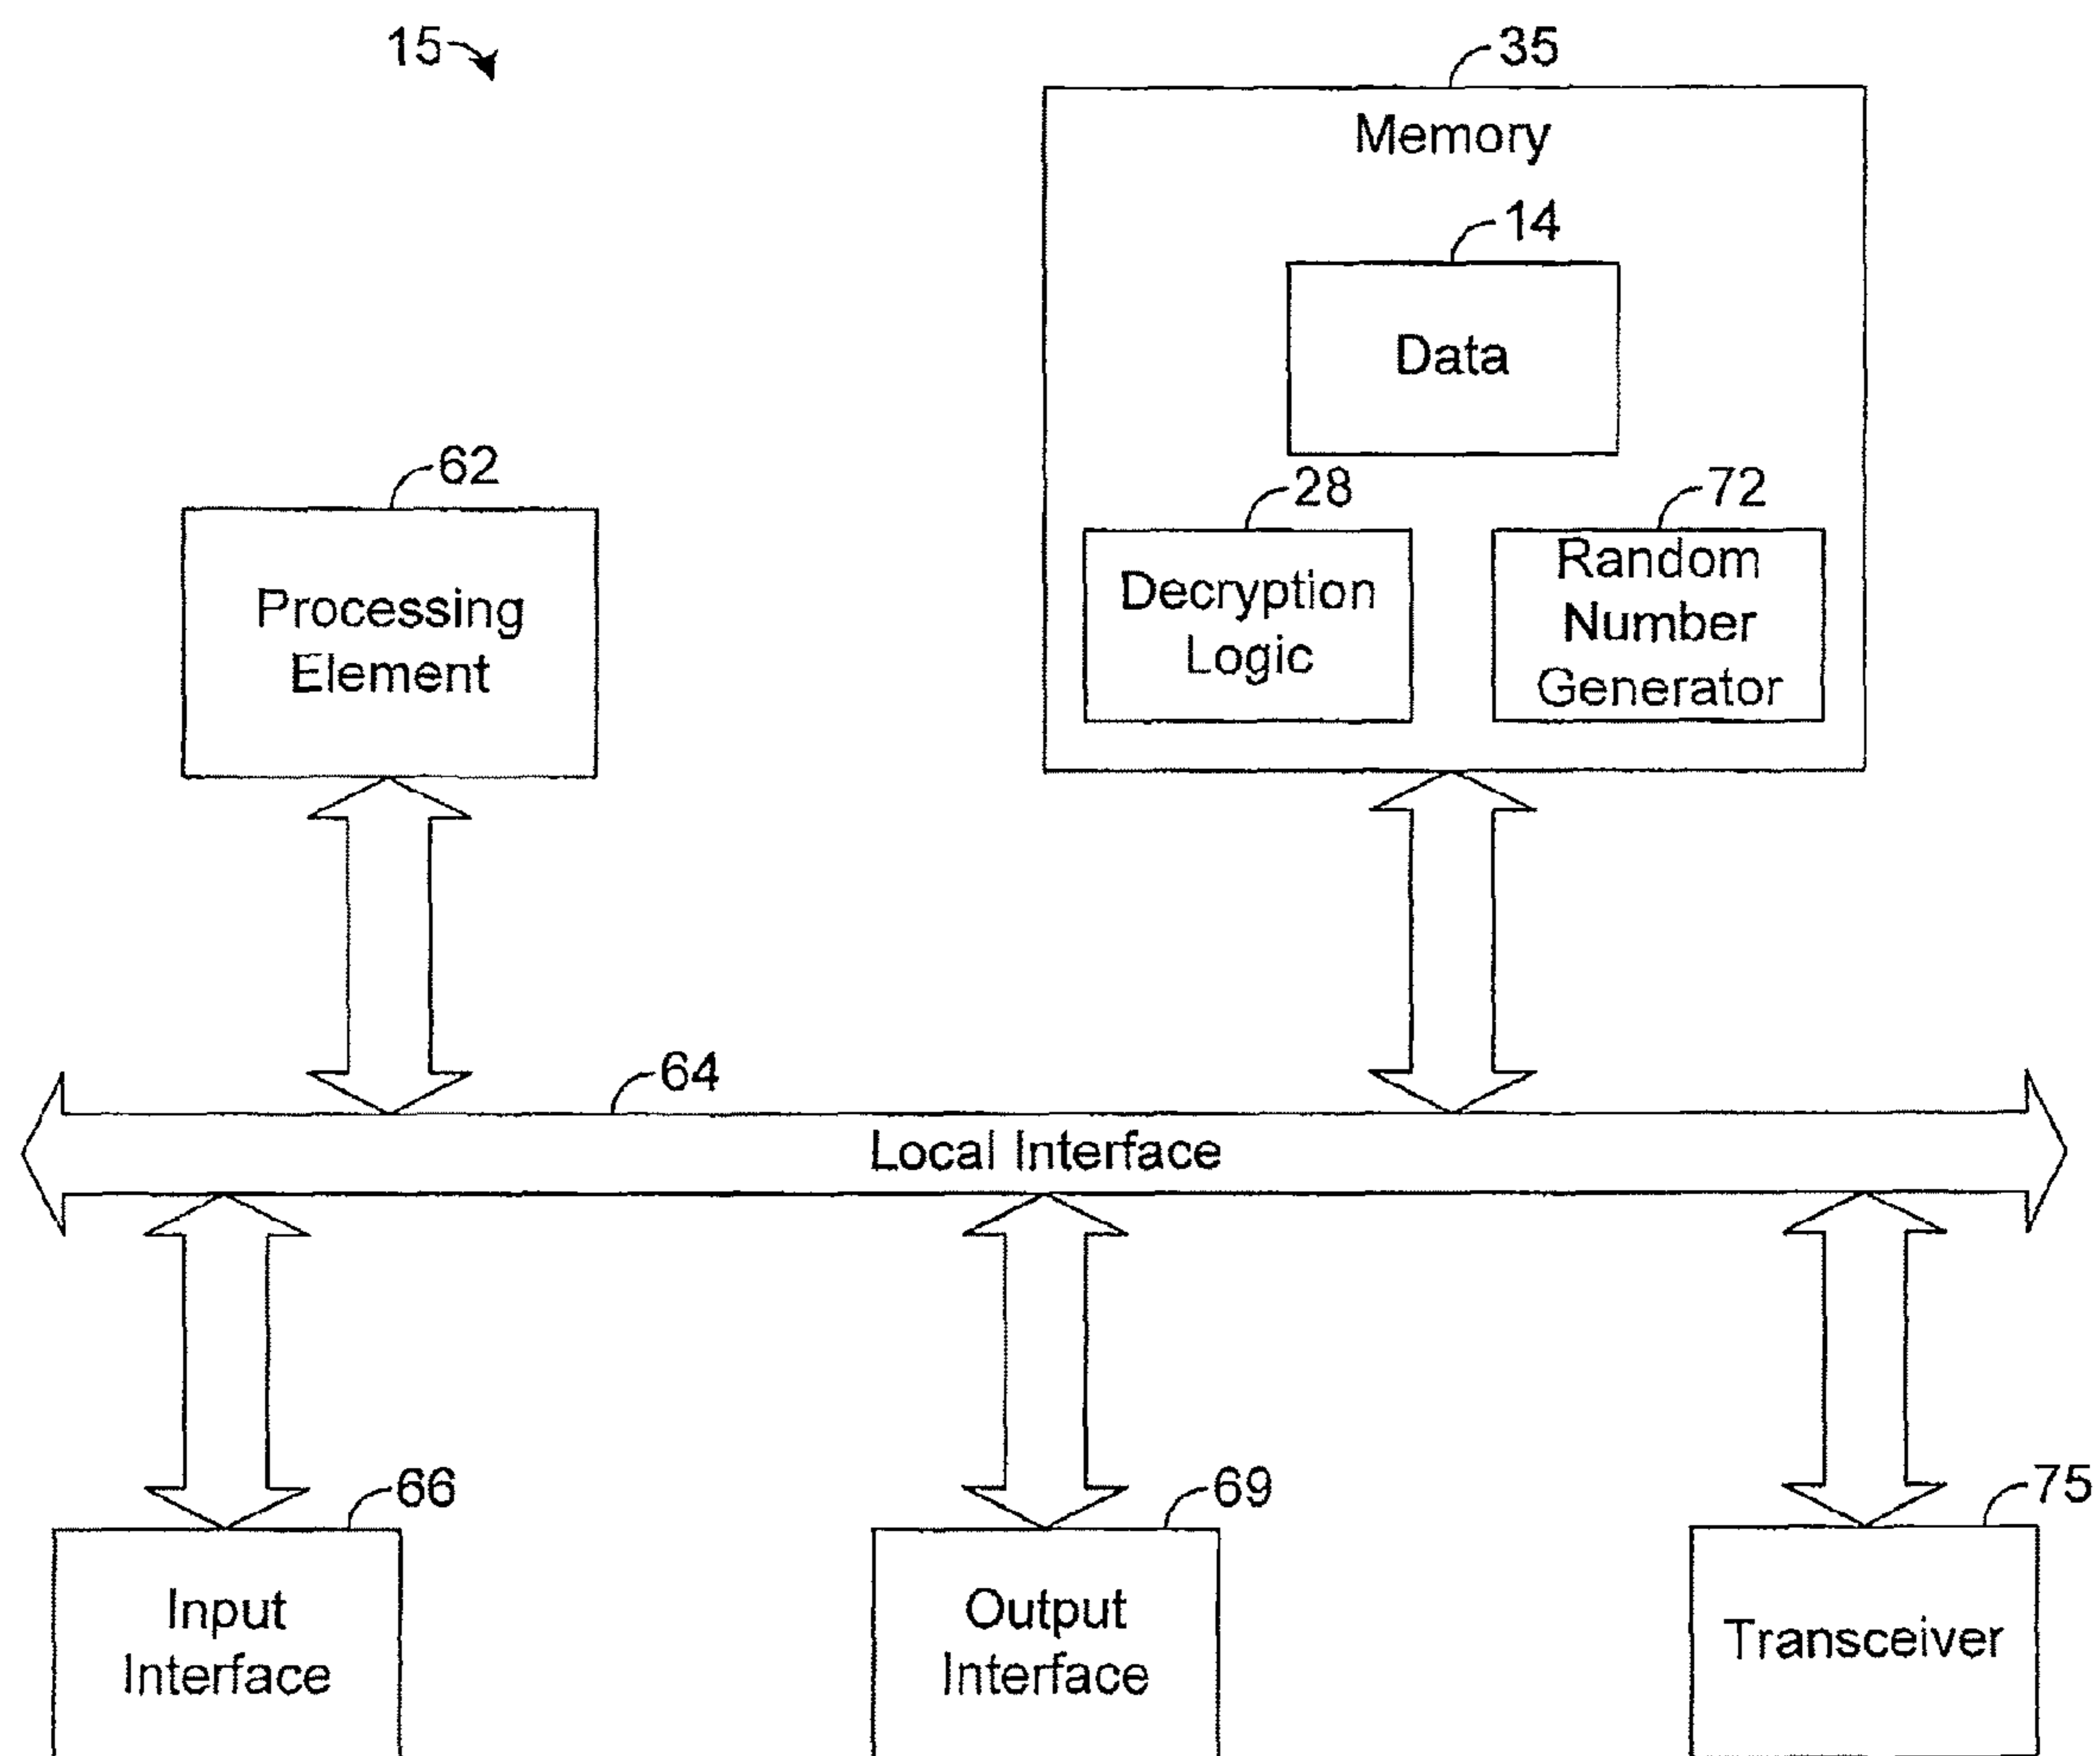 15
35
Memory
14
Data
62
28
72
Processing
Element
Decryption
Logic
Random
Number
Generator
64
Local Interface
66
69
75
Input
Interface
Output
Interface
Transceiver